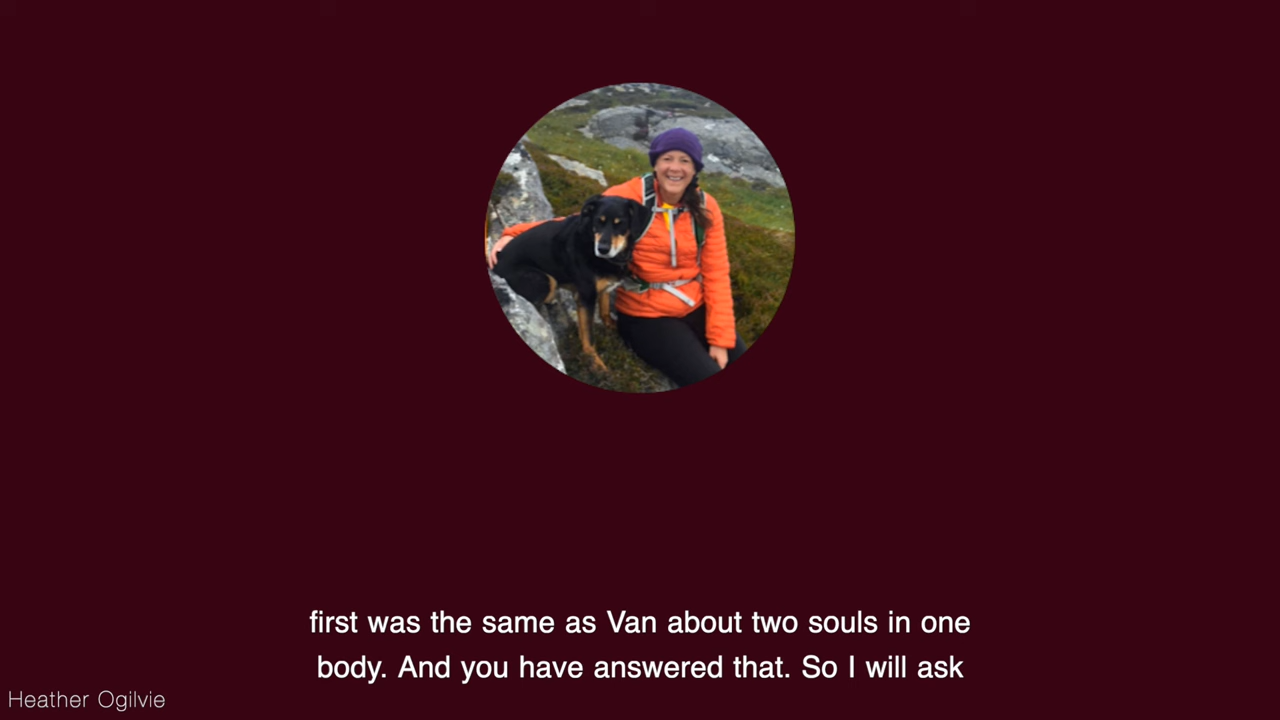 first was the same as Van about two souls in one
body. And you have answered that. So I will ask
Heather Ogilvie